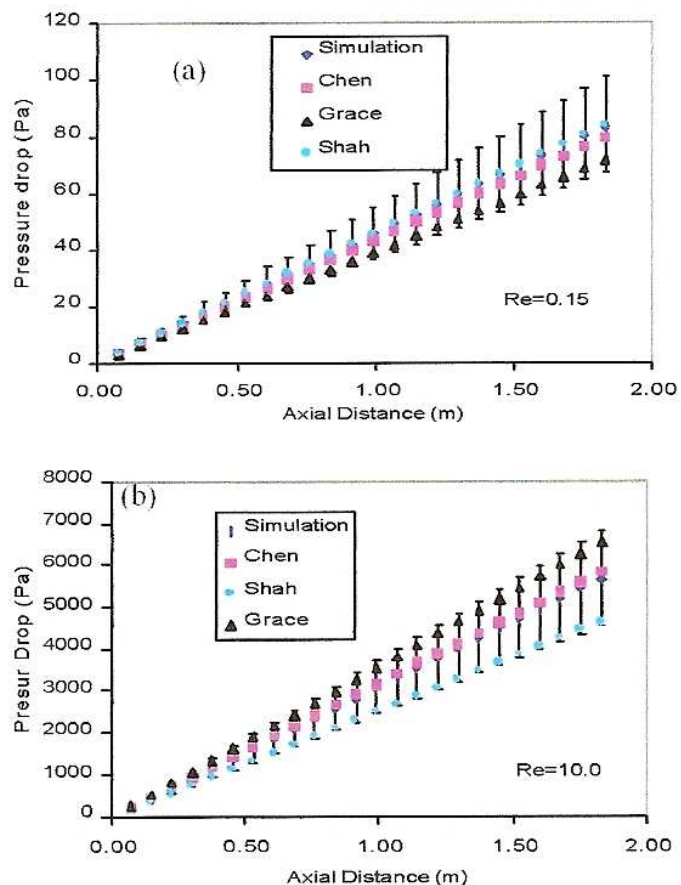 120
100
80
60
40
20
0
Pressure drop (Pa)
(a)
Simulation
Chen
Grace
Shah
Re=0.15
0.00 0.50 1.00 1.50 2.00
Axial Distance (m)
8000
7000
6000
5000
4000
3000
2000
1000
0
Presur Drop (Pa)
(b)
Simulation
Chen
Shah
Grace
Re=10.0
0.00 0.50 1.00 1.50 2.00
Axial Distance (m)